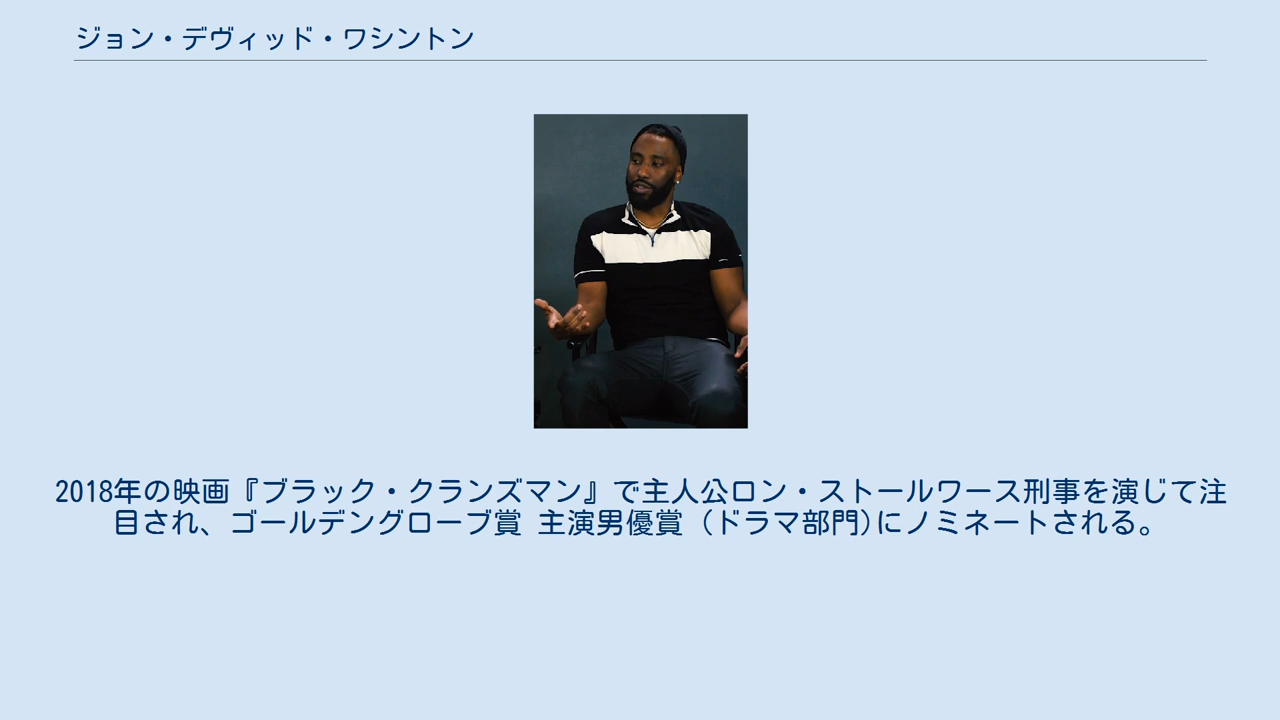 ジョン・デヴィッド・ワシントン
2018年の映画『ブラック・クランズマン』で主人公ロン・ストールワース刑事を演じて注
目され、ゴールデングローブ賞 主演男優賞 (ドラマ部門)にノミネートされる。